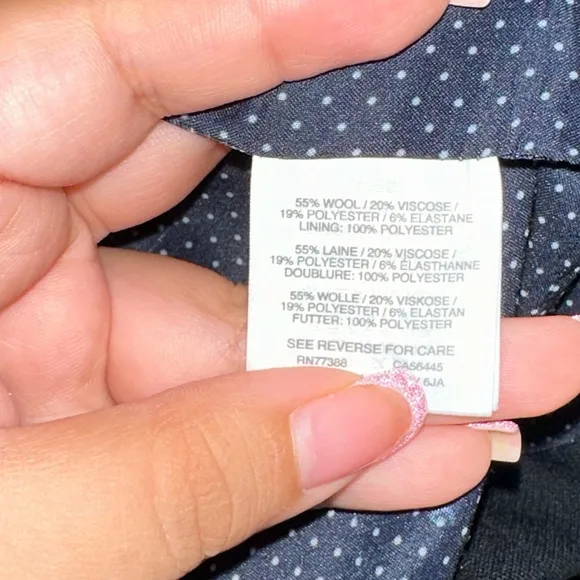 55% WOOL / 20% VISCOSE /
19% POLYESTER / 6% ELASTANE
LINING: 100% POLYESTER
55% LAINE / 20% VISCOSE /
19% POLYESTER / 6% ÉLASTHANNE
DOUBLURE: 100% POLYESTER
55% WOLLE / 20% VISKOSE /
19% POLYESTER / 6% ELASTAN
FUTTER: 100% POLYESTER
SEE REVERSE FOR CARE
RN77388 CA56445
6JA